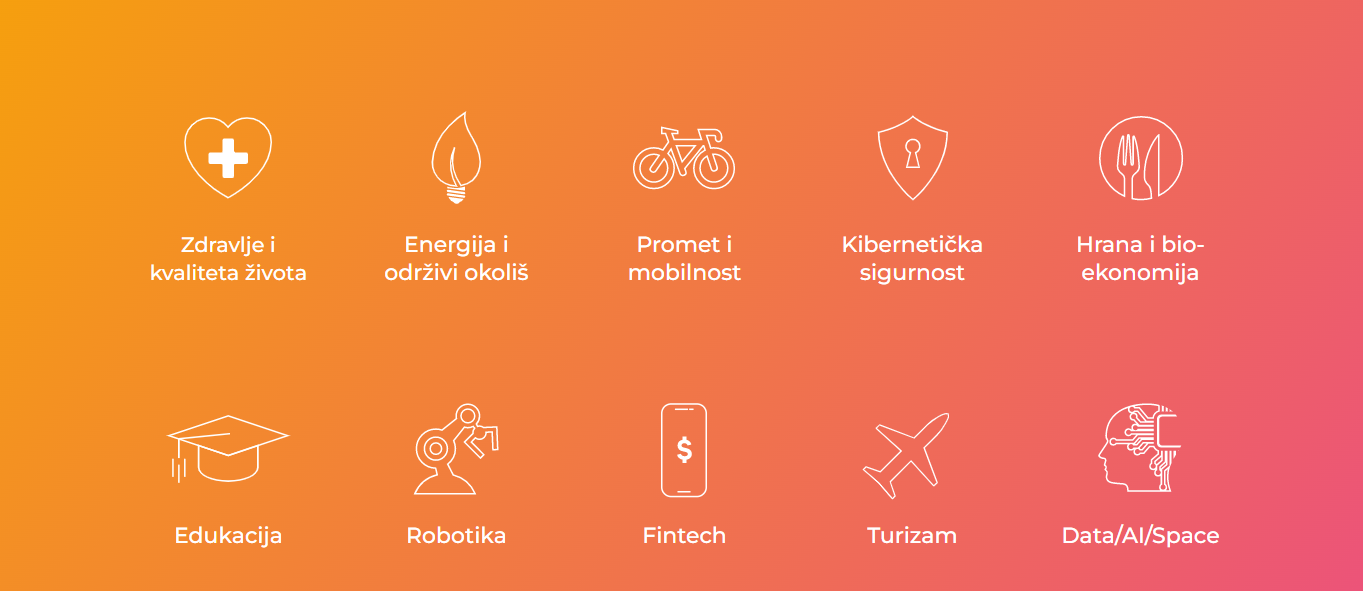 Zdravlje i
kvaliteta života
Energija i
održivi okoliš
Promet i
mobilnost
Kibernetička
sigurnost
Hrana i bio-
ekonomija
$
Edukacija
Robotika
Fintech
Turizam
Data/AI/Space